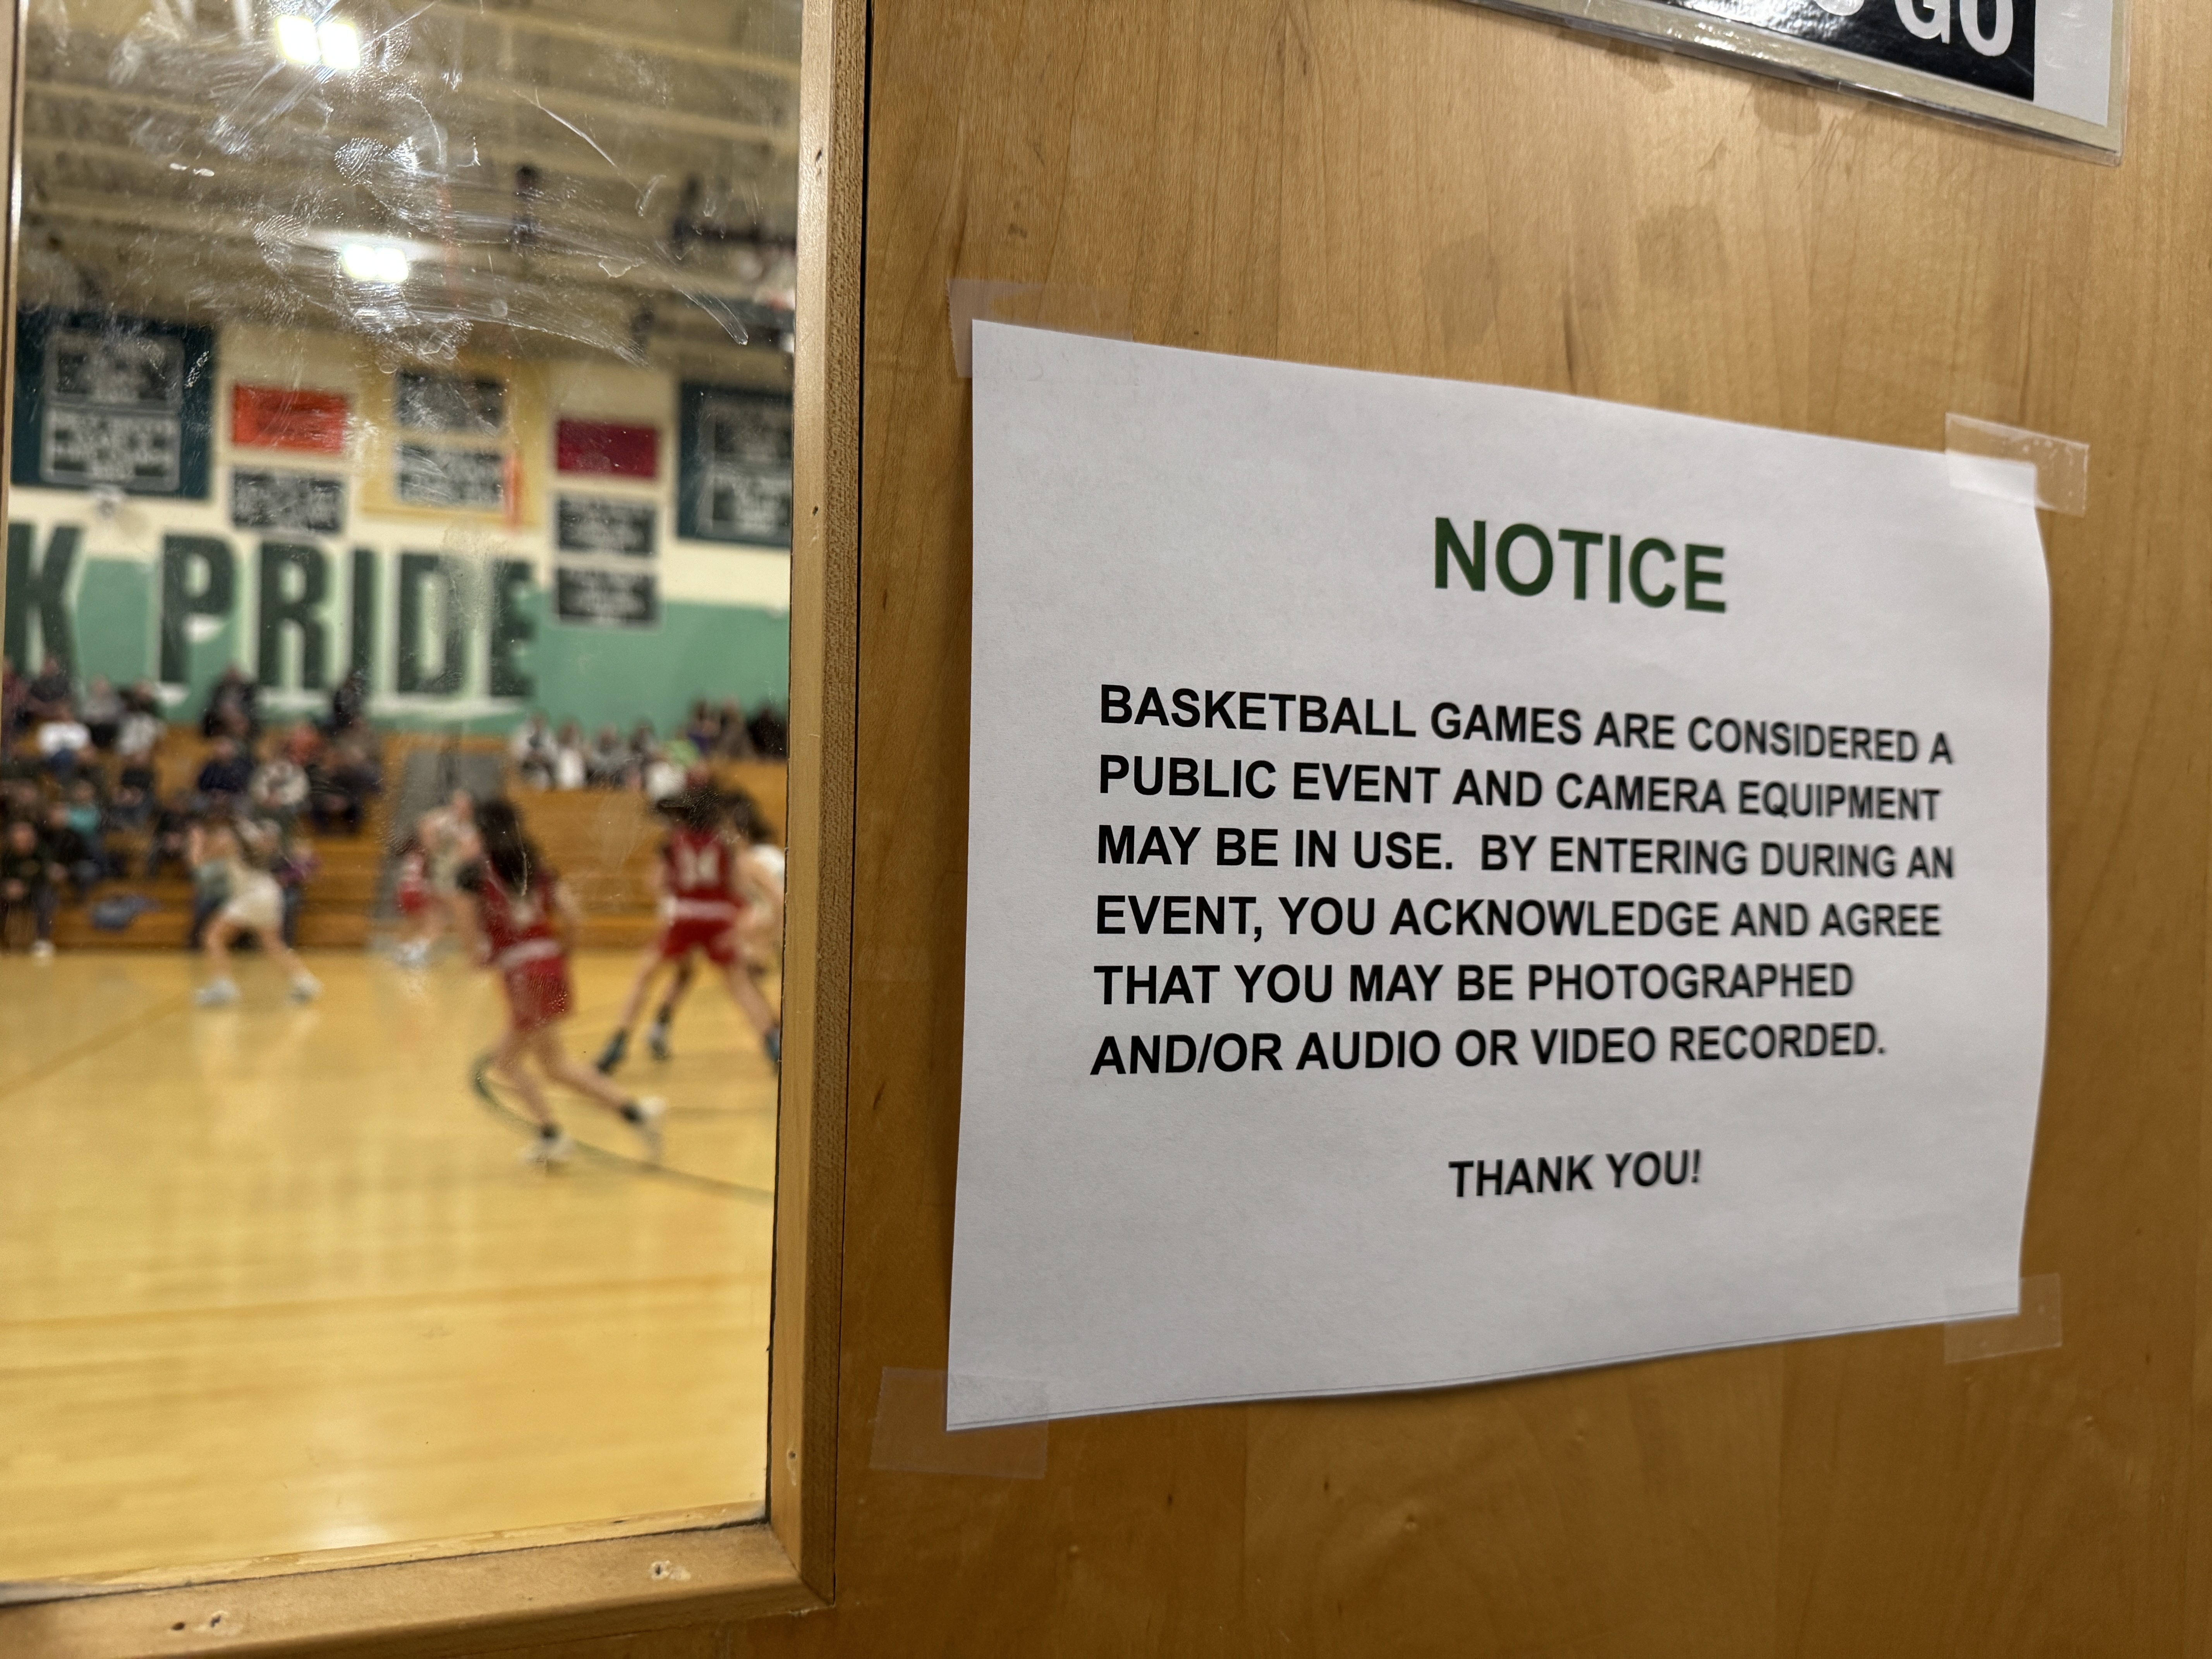 GO
K PRIDE
NOTICE
BASKETBALL GAMES ARE CONSIDERED A
PUBLIC EVENT AND CAMERA EQUIPMENT
MAY BE IN USE. BY ENTERING DURING AN
EVENT, YOU ACKNOWLEDGE AND AGREE
THAT YOU MAY BE PHOTOGRAPHED
AND/OR AUDIO OR VIDEO RECORDED.
THANK YOU!